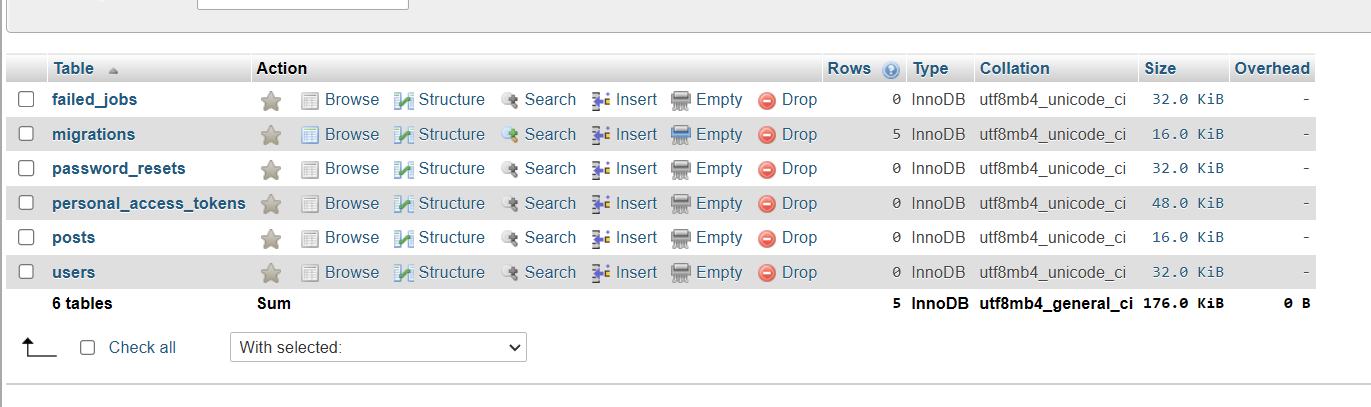 Table Action Rows Type Collation Size Overhead
failed_jobs Browse Structure Search Insert Empty Drop 0 InnoDB utf8mb4_unicode_ci 32.0 KiB -
migrations Browse Structure Search Insert Empty Drop 5 InnoDB utf8mb4_unicode_ci 16.0 KiB -
password_resets Browse Structure Search Insert Empty Drop 0 InnoDB utf8mb4_unicode_ci 32.0 KiB -
personal_access_tokens Browse Structure Search Insert Empty Drop 0 InnoDB utf8mb4_unicode_ci 48.0 KiB -
posts Browse Structure Search Insert Empty Drop 0 InnoDB utf8mb4_unicode_ci 16.0 KiB -
users Browse Structure Search Insert Empty Drop 0 InnoDB utf8mb4_unicode_ci 32.0 KiB -
6 tables Sum 5 InnoDB utf8mb4_general_ci 176.0 KiB 0 B
Check all With selected: